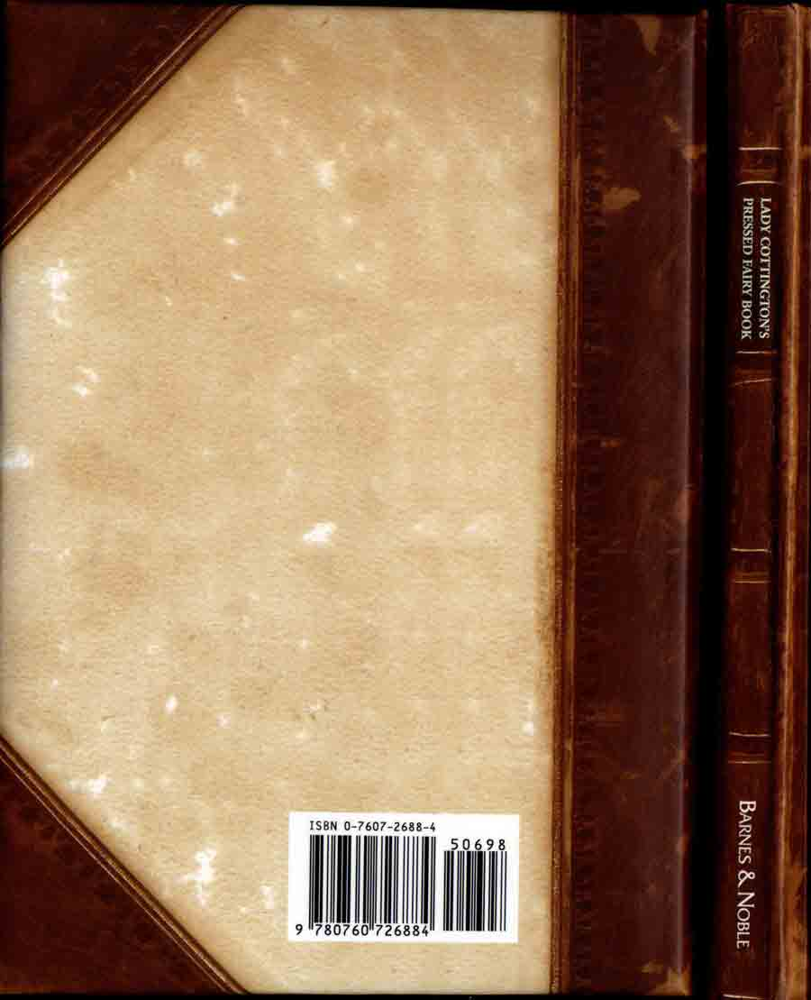 ISBN 0-7607-2688-4
50698
9 780760 726884
LADY COTTINGTON'S
PRESSED FAIRY BOOK
BARNES & NOBLE